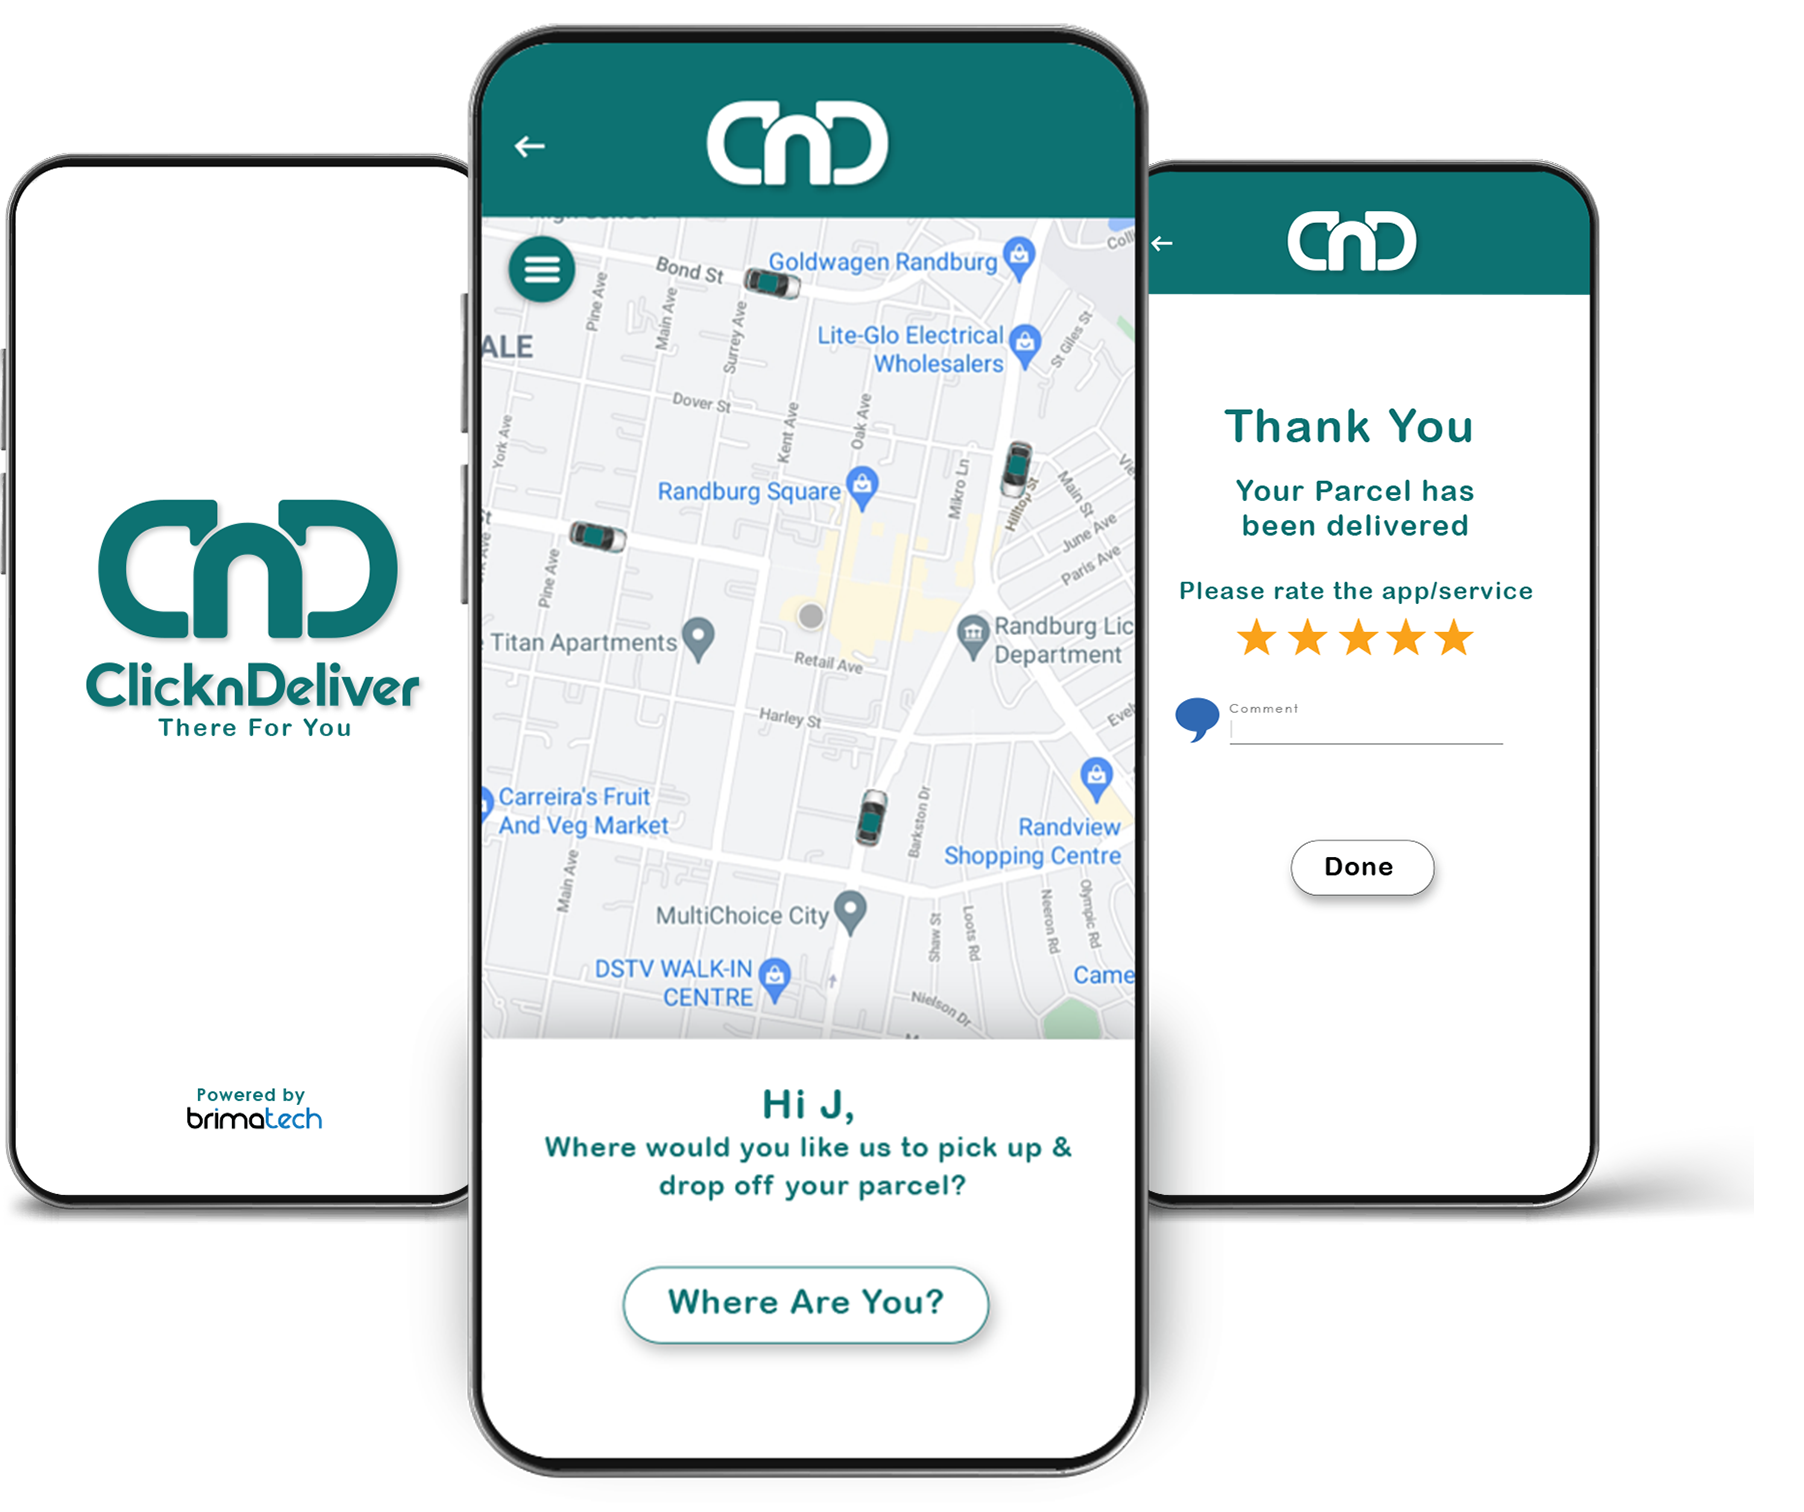 CnD
ClicknDeliver
There For You
Powered by
brimatech
CnD
Bond St
Goldwagen Randburg
Pine Ave
Main Ave
Surrey Ave
Lite-Glo Electrical
Wholesalers
St Giles St
ALE
Dover St
York Ave
Kent Ave
Oak Ave
Mikro Ln
Randburg Square
Hilltop St
Main St
June Ave
Paris Ave
Pine Ave
Titan Apartments
Randburg Lic
Department
Retail Ave
Harley St
Carreira's Fruit
And Veg Market
Barkston Dr
Randview
Shopping Centre
Main Ave
MultiChoice City
Shaw St
Loots Rd
Neeron Rd
Olympic Rd
DSTV WALK-IN
CENTRE
Came
Nielson Dr
Hi J,
Where would you like us to pick up &
drop off your parcel?
Where Are You?
CnD
Thank You
Your Parcel has
been delivered
Please rate the app/service
Comment
Done